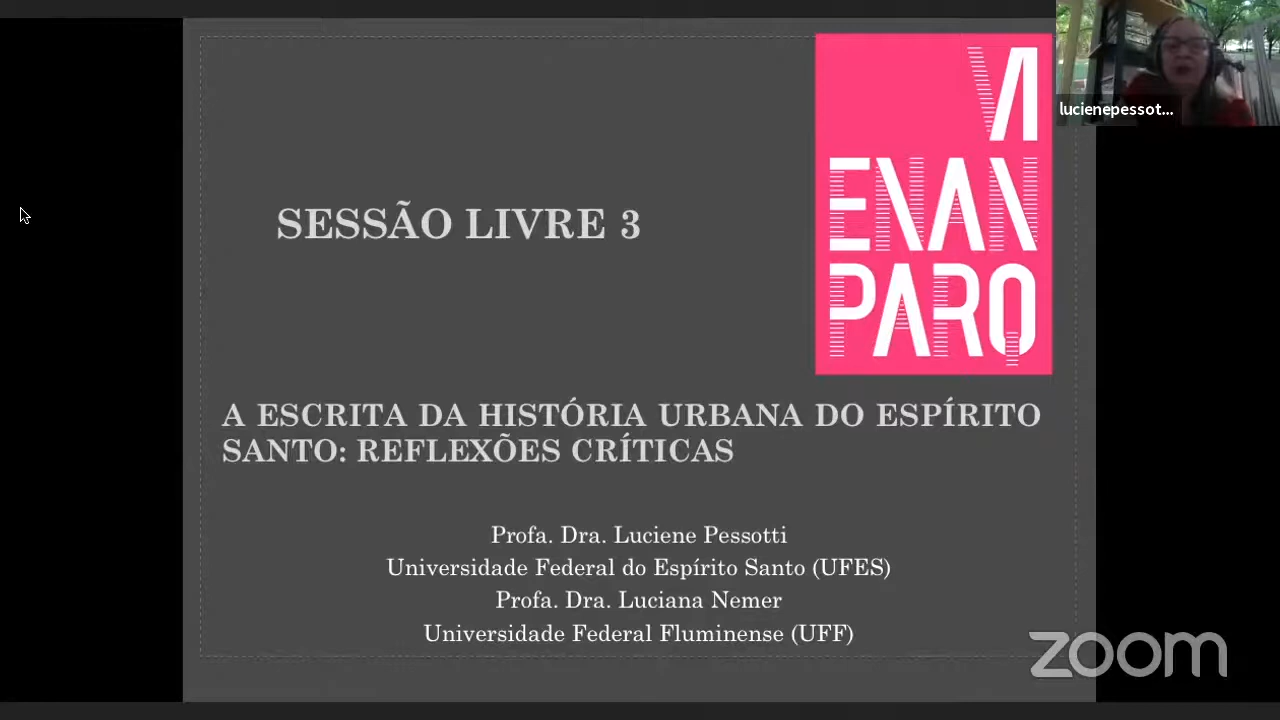 VI
ENAN
PARQ
lucienepessot...
SESSÃO LIVRE 3
A ESCRITA DA HISTÓRIA URBANA DO ESPÍRITO
SANTO: REFLEXÕES CRÍTICAS
Profa. Dra. Luciene Pessotti
Universidade Federal do Espírito Santo (UFES)
Profa. Dra. Luciana Nemer
Universidade Federal Fluminense (UFF)
zoom